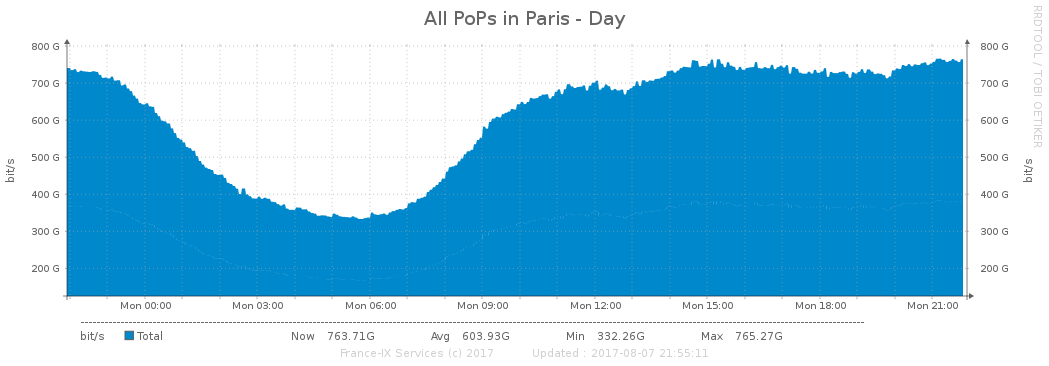 All PoPs in Paris - Day
RRDTOOL / TOBI OETIKER
800 G 800 G
700 G 700 G
600 G 600 G
500 G 500 G
400 G 400 G
300 G 300 G
200 G 200 G
bit/s bit/s
Mon 00:00 Mon 03:00 Mon 06:00 Mon 09:00 Mon 12:00 Mon 15:00 Mon 18:00 Mon 21:00
bit/s Total Now 763.71G Avg 603.93G Min 332.26G Max 765.27G
France-IX Services (c) 2017 Updated : 2017-08-07 21:55:11